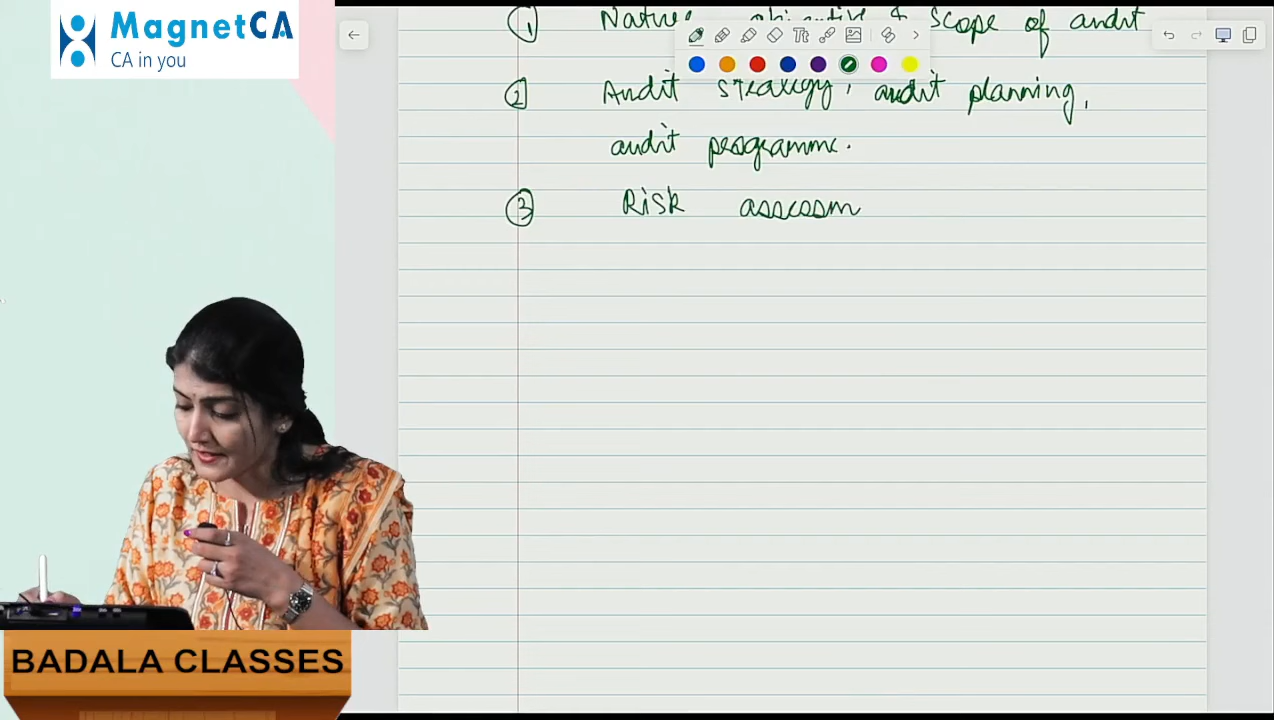 MagnetCA
CA in you
1 Nature, objective & Scope of audit
2 Audit strategy, audit planning,
audit programme.
3 Risk assessm
BADALA CLASSES